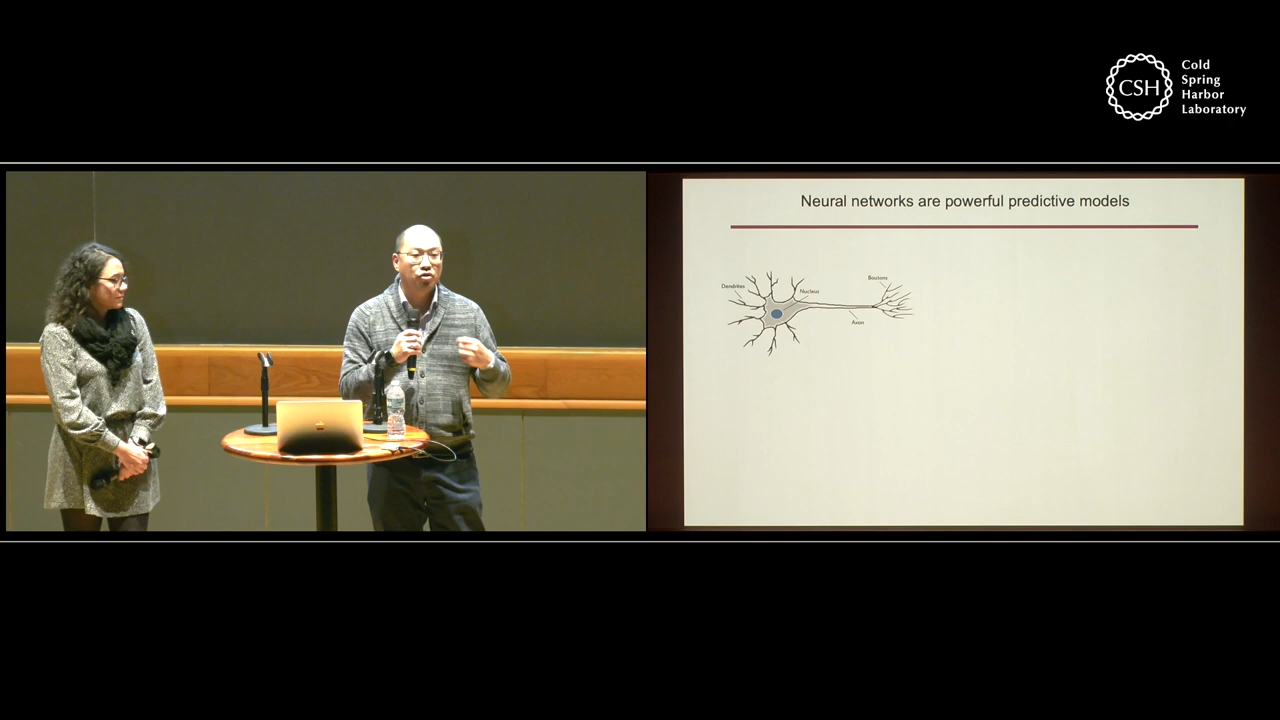 CSH
Cold
Spring
Harbor
Laboratory
Neural networks are powerful predictive models
Dendrites
Nucleus
Boutons
Axon